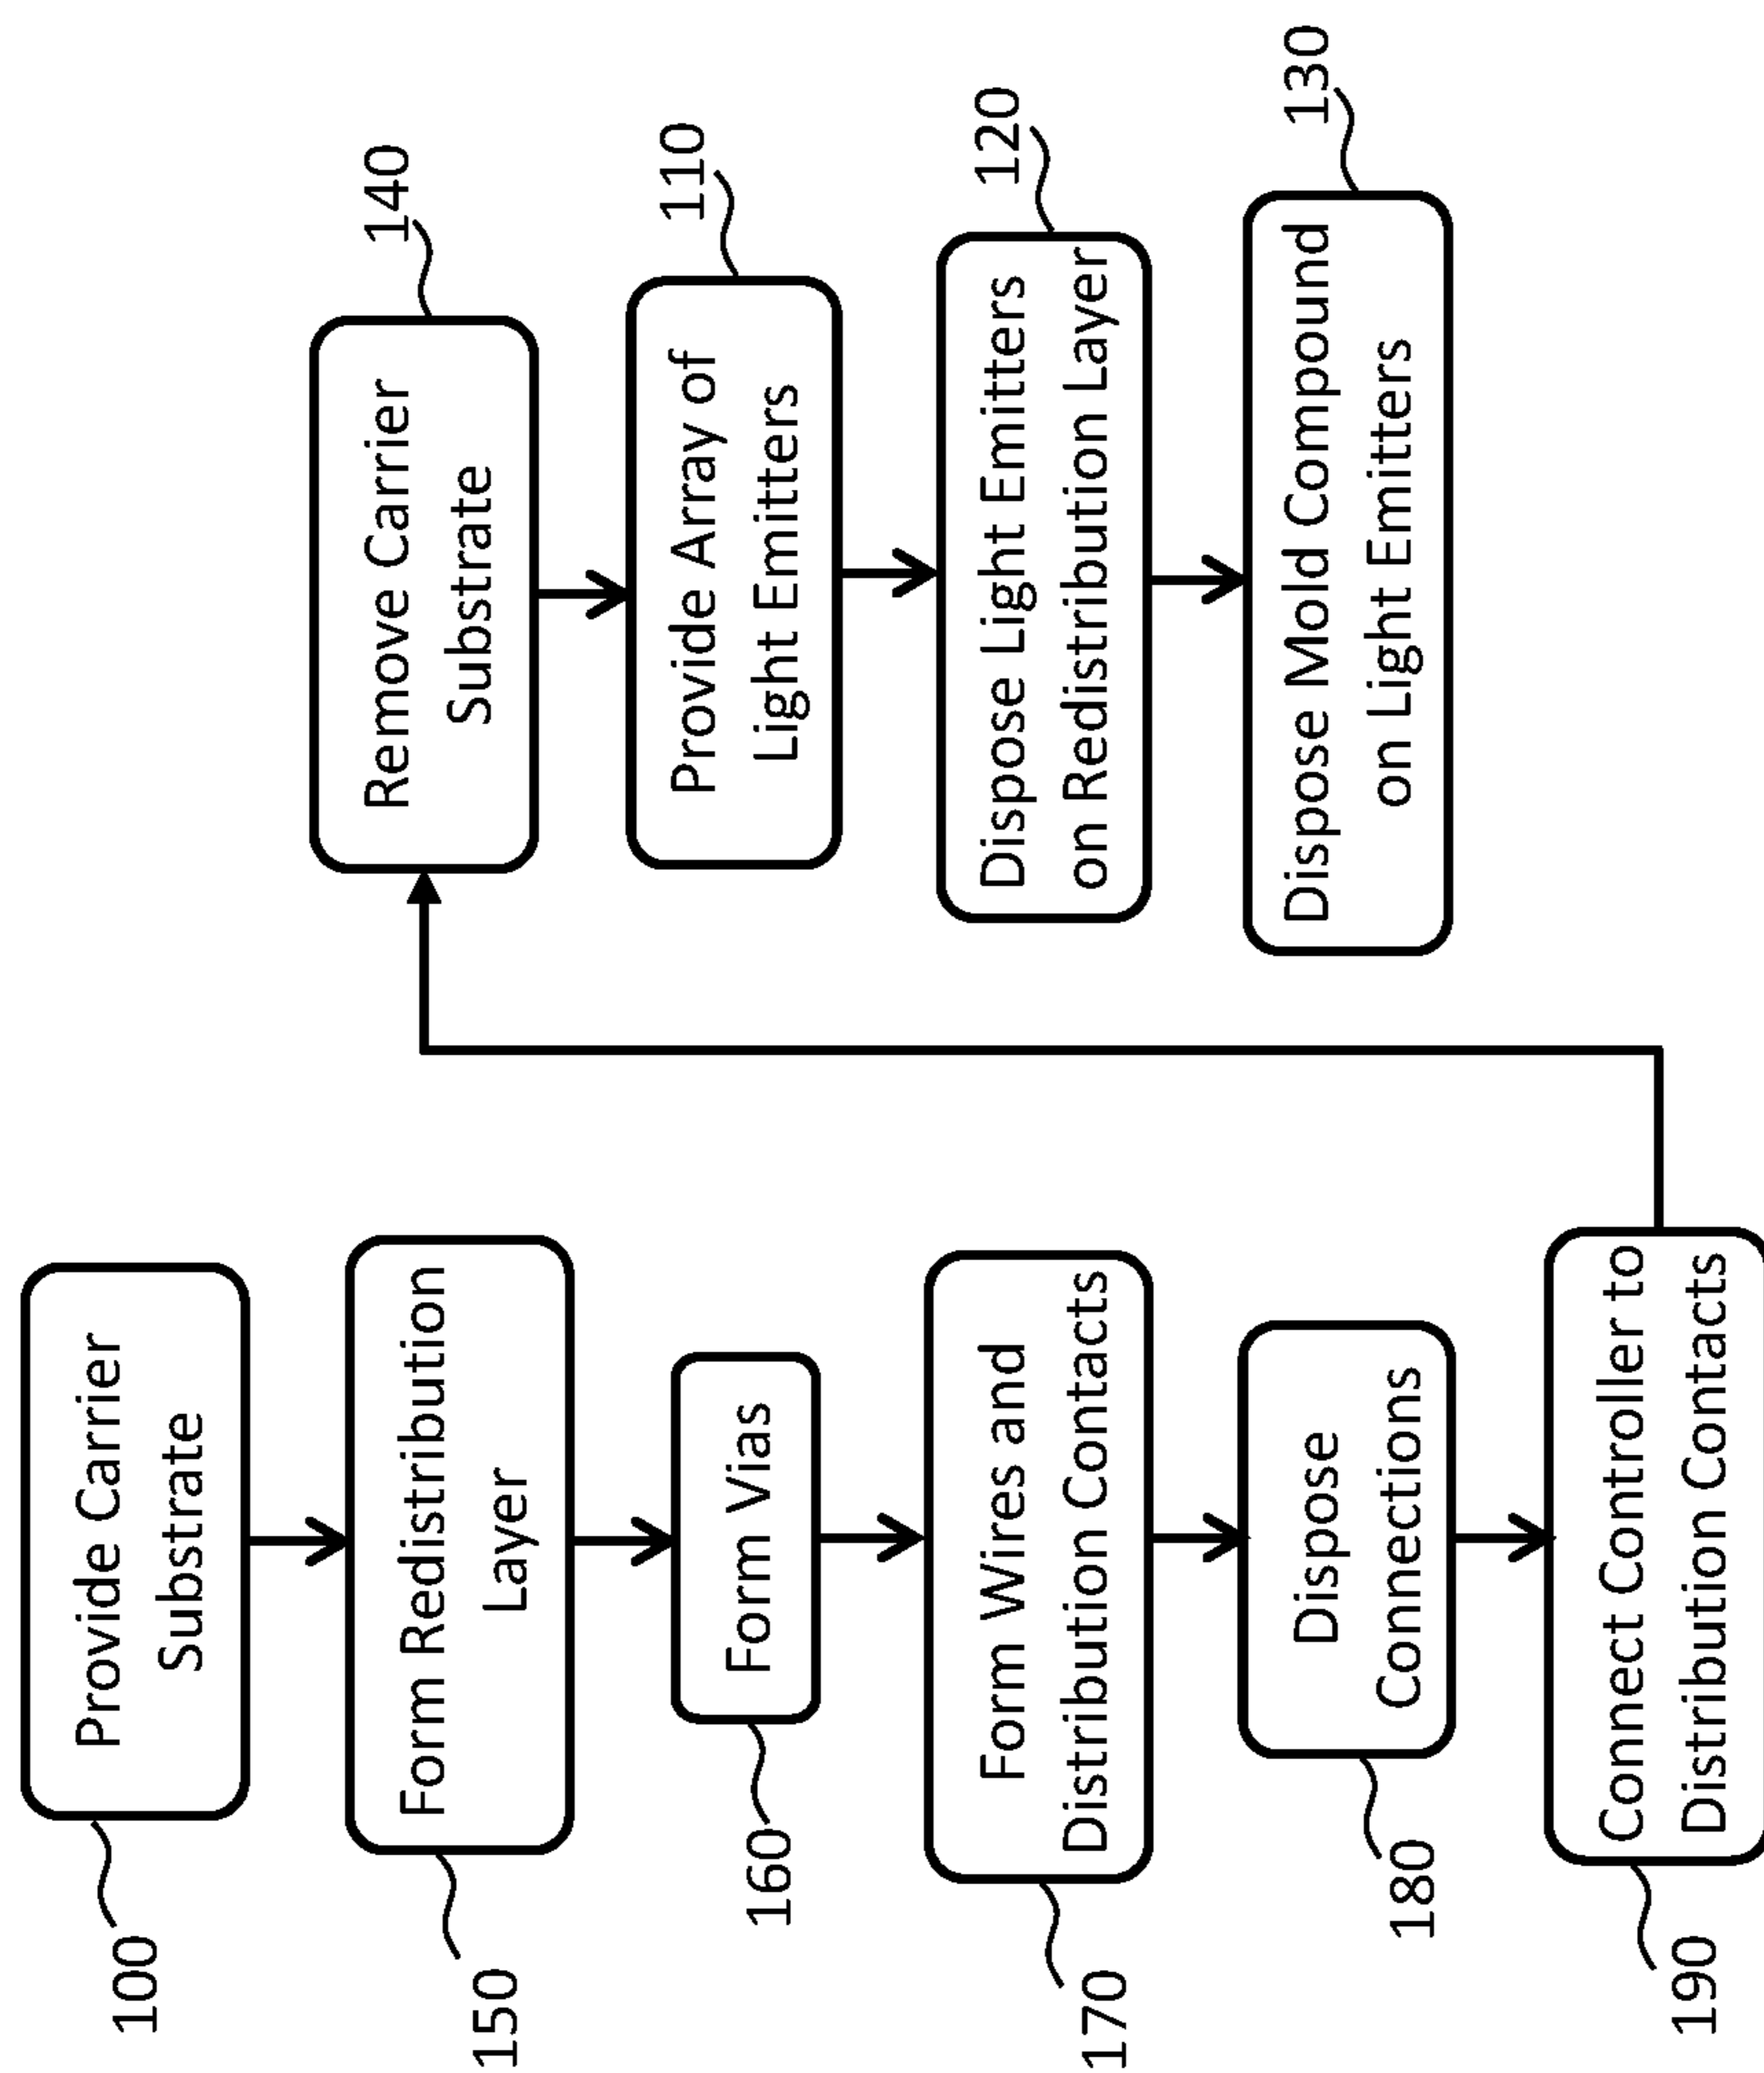 100
Provide Carrier
Substrate
150
Form Redistribution
Layer
160
Form Vias
170
Form Wires and
Distribution Contacts
180
Dispose
Connections
190
Connect Controller to
Distribution Contacts
140
Remove Carrier
Substrate
110
Provide Array of
Light Emitters
120
Dispose Light Emitters
on Redistribution Layer
130
Dispose Mold Compound
on Light Emitters